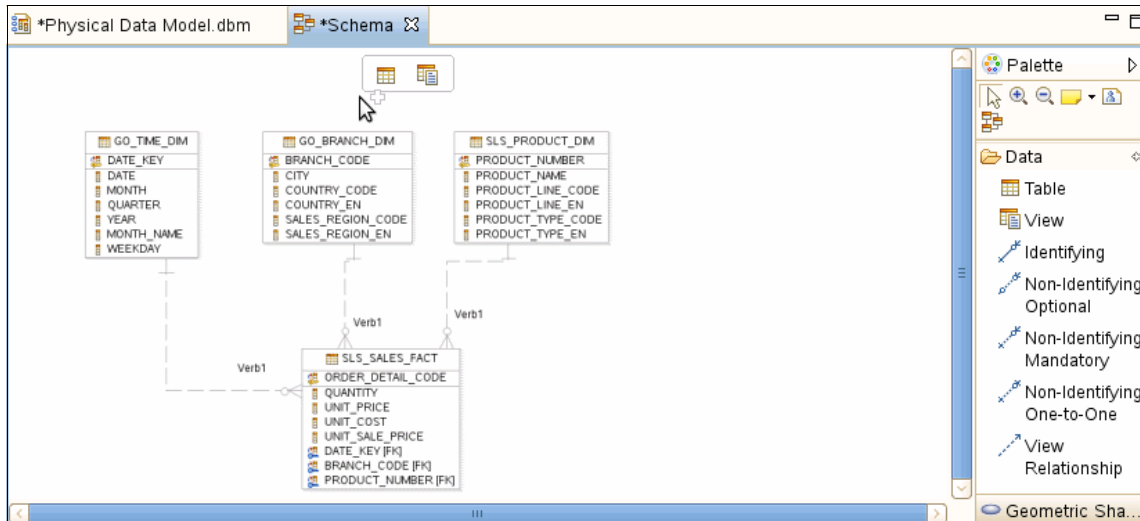 *Physical Data Model.dbm
*Schema
Palette
GO_TIME_DIM
DATE_KEY
DATE
MONTH
QUARTER
YEAR
MONTH_NAME
WEEKDAY
GO_BRANCH_DIM
BRANCH_CODE
CITY
COUNTRY_CODE
COUNTRY_EN
SALES_REGION_CODE
SALES_REGION_EN
SLS_PRODUCT_DIM
PRODUCT_NUMBER
PRODUCT_NAME
PRODUCT_LINE_CODE
PRODUCT_LINE_EN
PRODUCT_TYPE_CODE
PRODUCT_TYPE_EN
Verb1
Verb1
Verb1
SLS_SALES_FACT
ORDER_DETAIL_CODE
QUANTITY
UNIT_PRICE
UNIT_COST
UNIT_SALE_PRICE
DATE_KEY [FK]
BRANCH_CODE [FK]
PRODUCT_NUMBER [FK]
Data
Table
View
Identifying
Non-Identifying
Optional
Non-Identifying
Mandatory
Non-Identifying
One-to-One
View
Relationship
Geometric Sha...